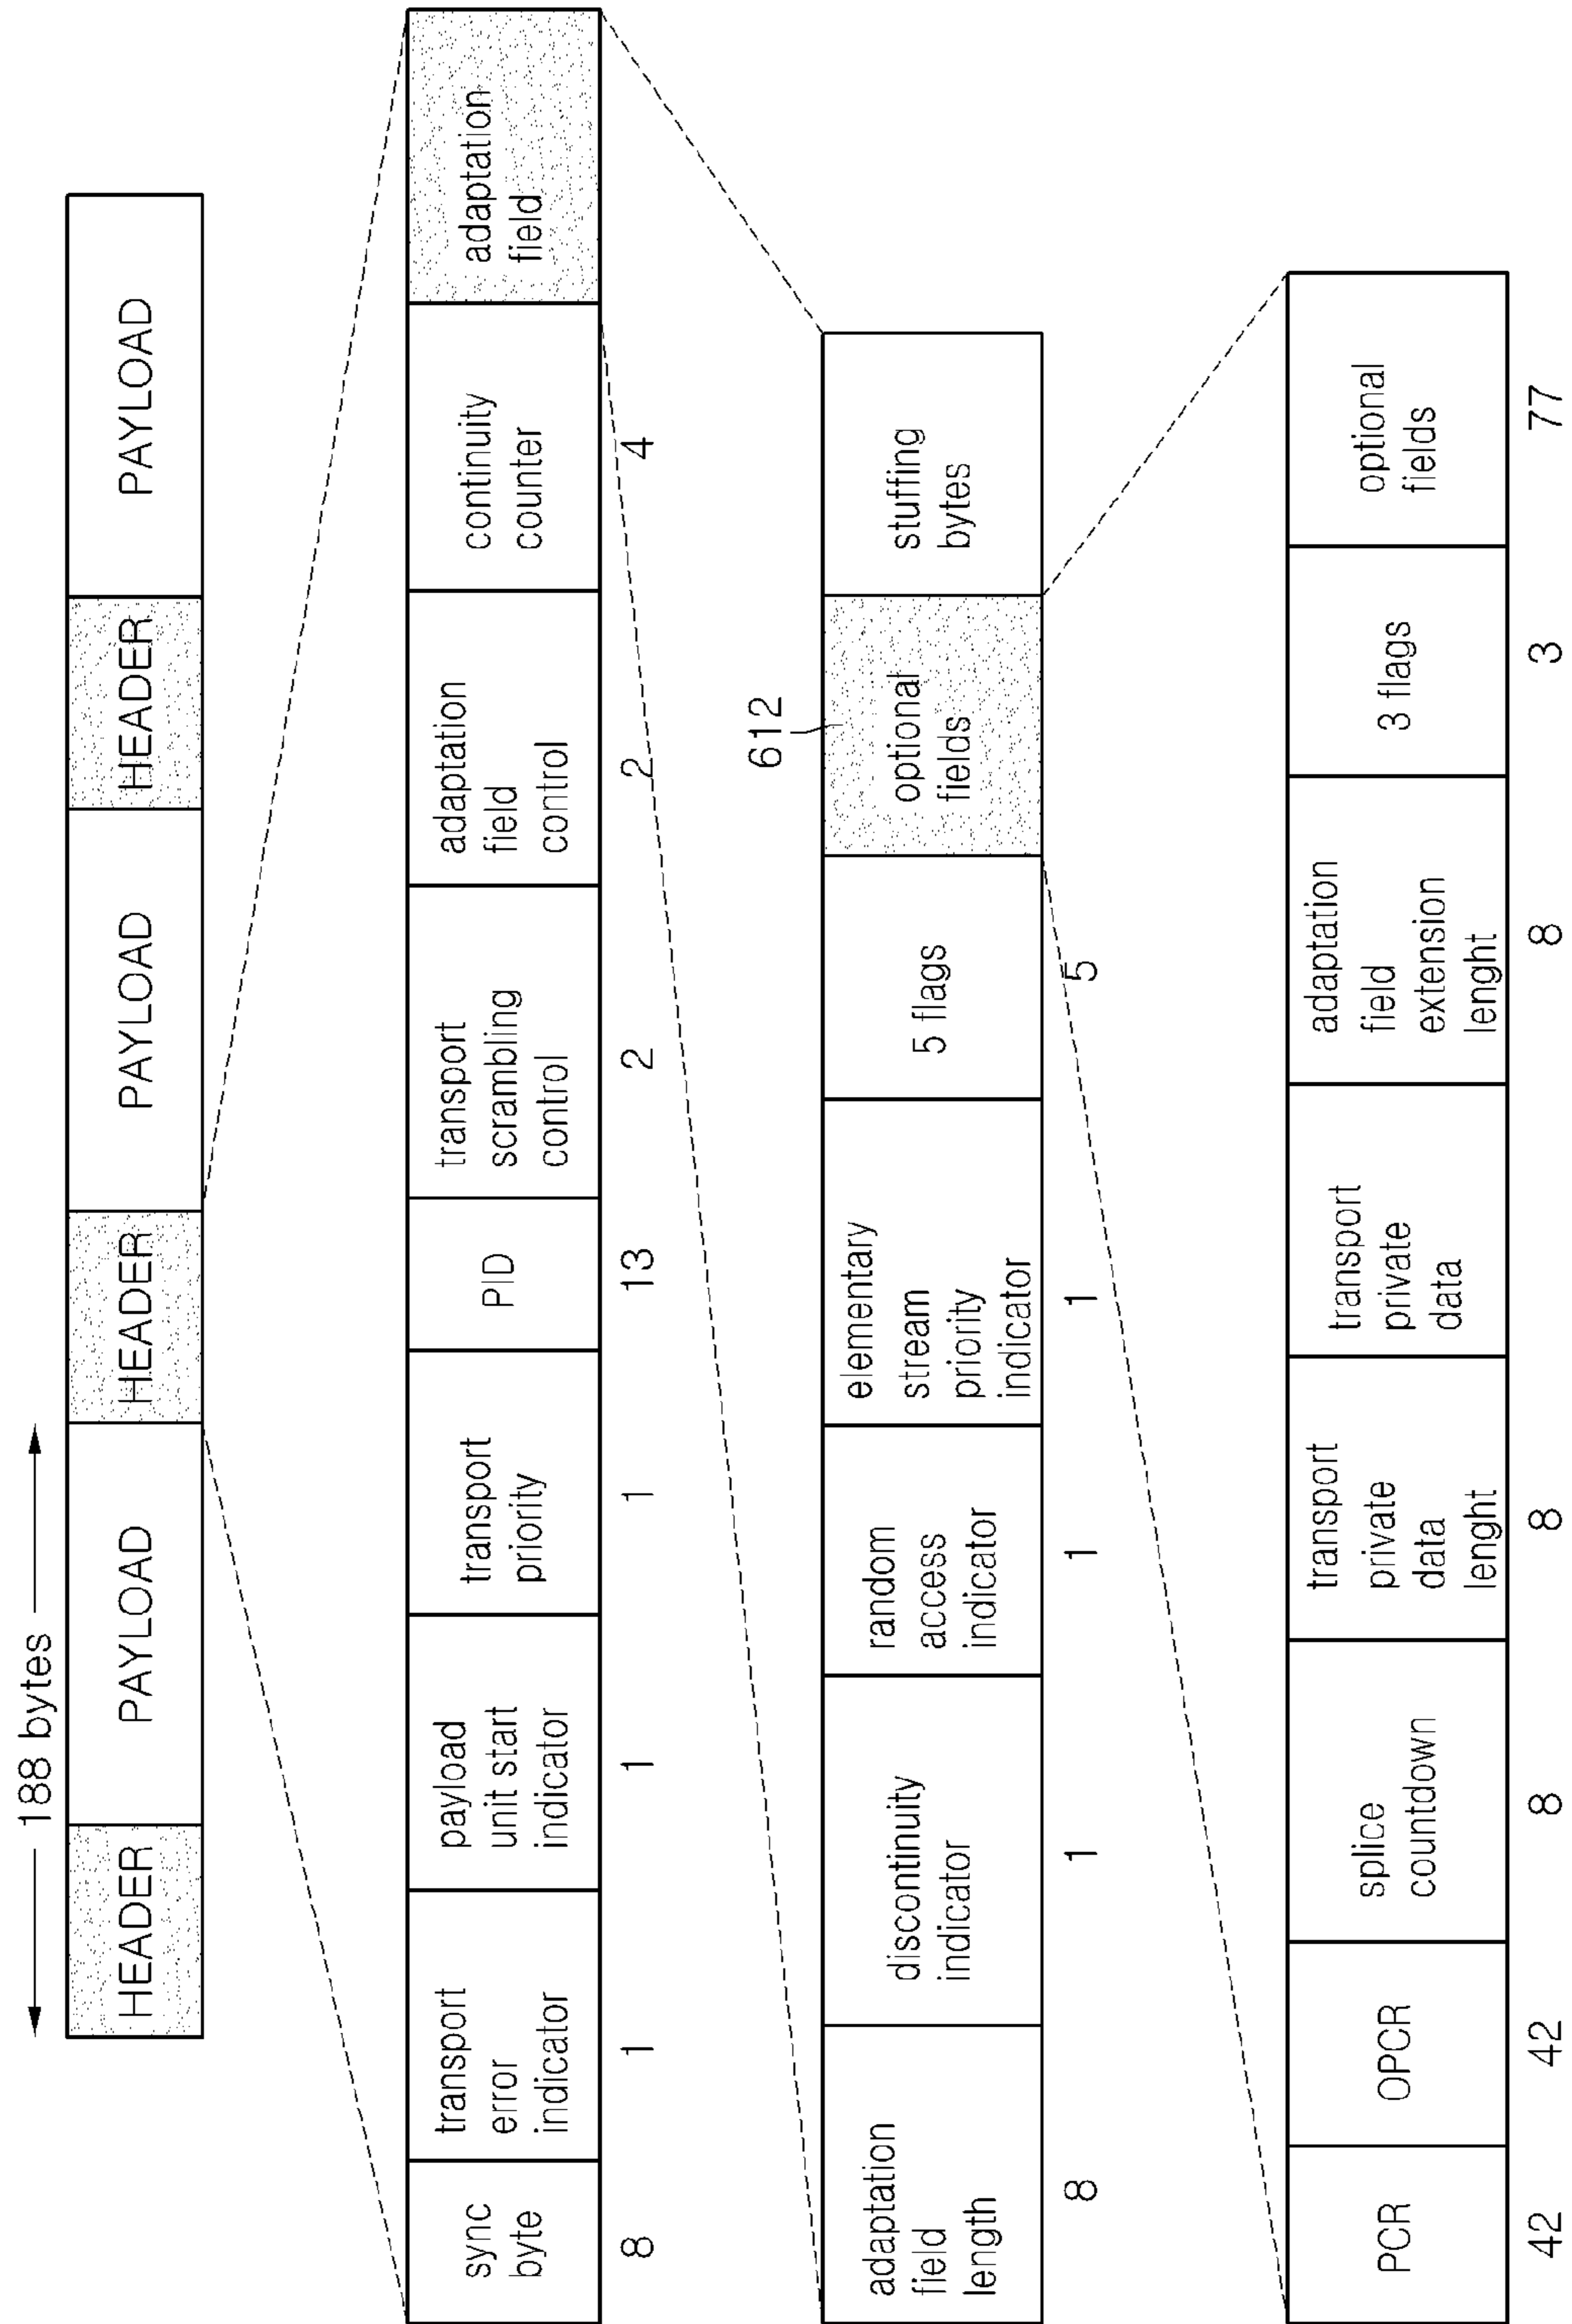 188 bytes
HEADER
PAYLOAD
HEADER
PAYLOAD
HEADER
PAYLOAD
sync
byte
transport
error
indicator
payload
unit start
indicator
transport
priority
PID
transport
scrambling
control
adaptation
field
control
continuity
counter
adaptation
field
8
1
1
1
13
2
2
4
612
adaptation
field
length
discontinuity
indicator
random
access
indicator
elementary
stream
priority
indicator
5 flags
optional
fields
stuffing
bytes
8
1
1
1
5
PCR
OPCR
splice
countdown
transport
private
data
lenght
transport
private
data
adaptation
field
extension
lenght
3 flags
optional
fields
42
42
8
8
8
3
77